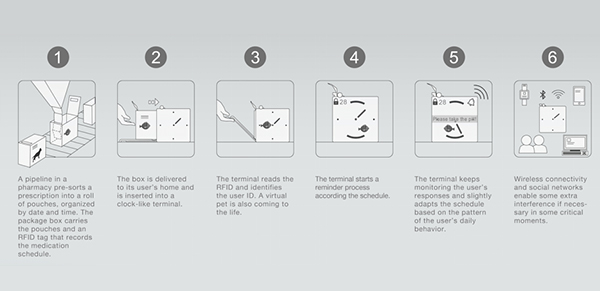 1
2
3
4
5
6
28
28
Please take the pill
A pipeline in a
pharmacy pre-sorts a
prescription into a roll
of pouches, organized
by date and time. The
package box carries
the pouches and an
RFID tag that records
the medication
schedule.
The box is delivered
to its user's home and
is inserted into a
clock-like terminal.
The terminal reads the
RFID and identifies
the user ID. A virtual
pet is also coming to
the life.
The terminal starts a
reminder process
according the schedule.
The terminal keeps
monitoring the user's
responses and slightly
adapts the schedule
based on the pattern
of the user's daily
behavior.
Wireless connectivity
and social networks
enable some extra
interference if neces-
sary in some critical
moments.